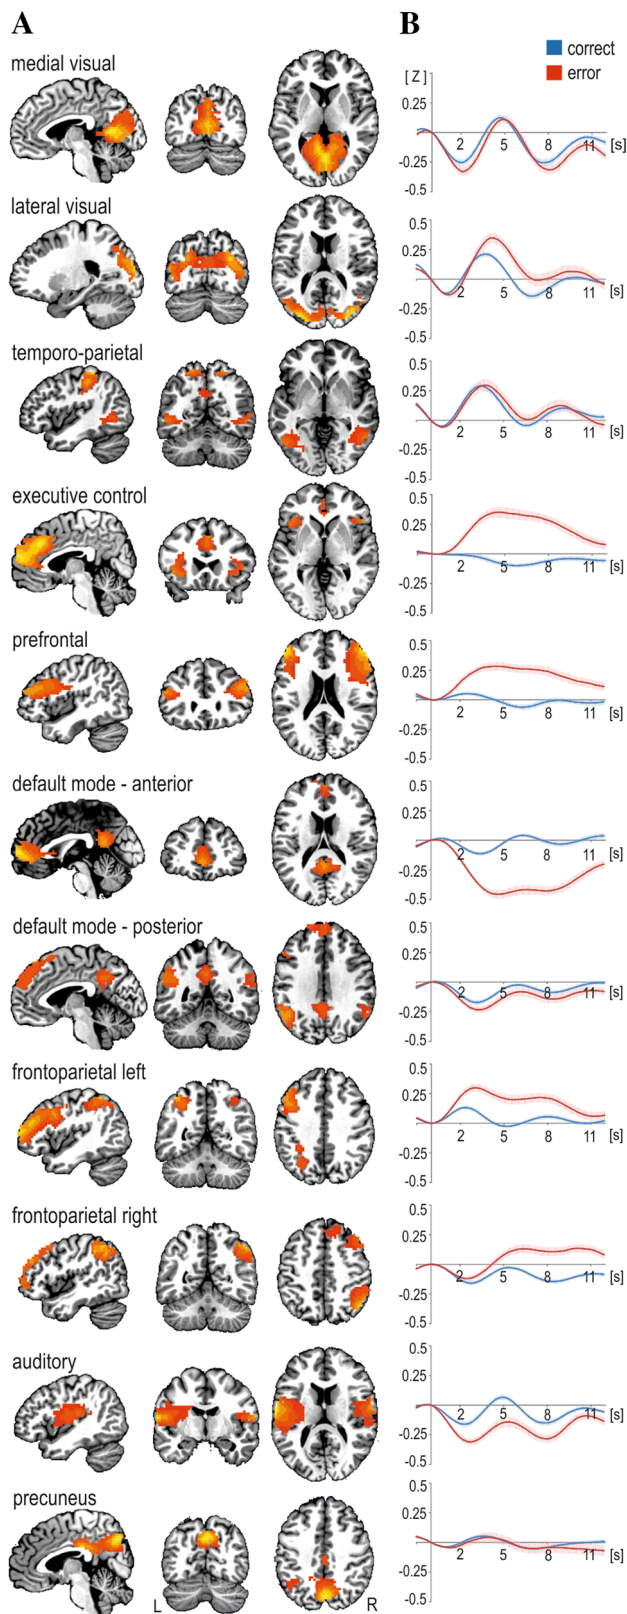 A B
correct
error
medial visual
[ Z ]
0.25
2 5 8 11 [s]
-0.25
-0.5
lateral visual
0.5
0.25
2 5 8 11 [s]
-0.25
-0.5
temporo-parietal
0.5
0.25
2 5 8 11 [s]
-0.25
-0.5
executive control
0.5
0.25
2 5 8 11 [s]
-0.25
-0.5
prefrontal
0.5
0.25
2 5 8 11 [s]
-0.25
-0.5
default mode - anterior
0.5
0.25
2 5 8 11 [s]
-0.25
-0.5
default mode - posterior
0.5
0.25
2 5 8 11 [s]
-0.25
-0.5
frontoparietal left
0.5
0.25
2 5 8 11 [s]
-0.25
-0.5
frontoparietal right
0.5
0.25
2 5 8 11 [s]
-0.25
-0.5
auditory
0.5
0.25
2 5 8 11 [s]
-0.25
-0.5
precuneus
0.5
0.25
2 5 8 11 [s]
-0.25
-0.5
L R